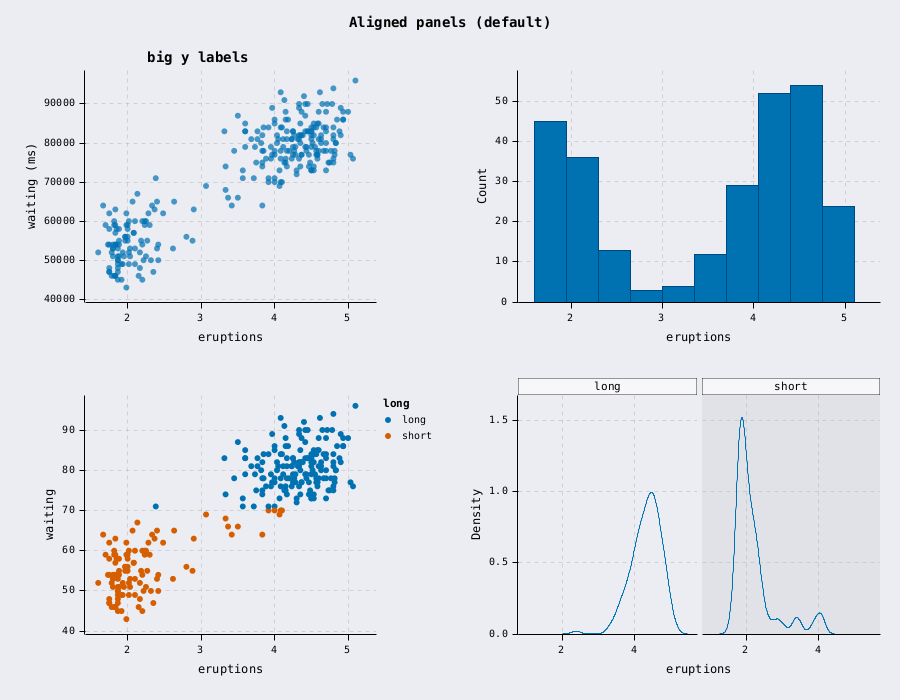 Aligned panels (default)
big y labels
waiting (ms)
90000
80000
70000
60000
50000
40000
2 3 4 5
eruptions
Count
50
40
30
20
10
0
2 3 4 5
eruptions
waiting
90
80
70
60
50
40
2 3 4 5
eruptions
long
long
short
long short
Density
1.5
1.0
0.5
0.0
2 4 2 4
eruptions